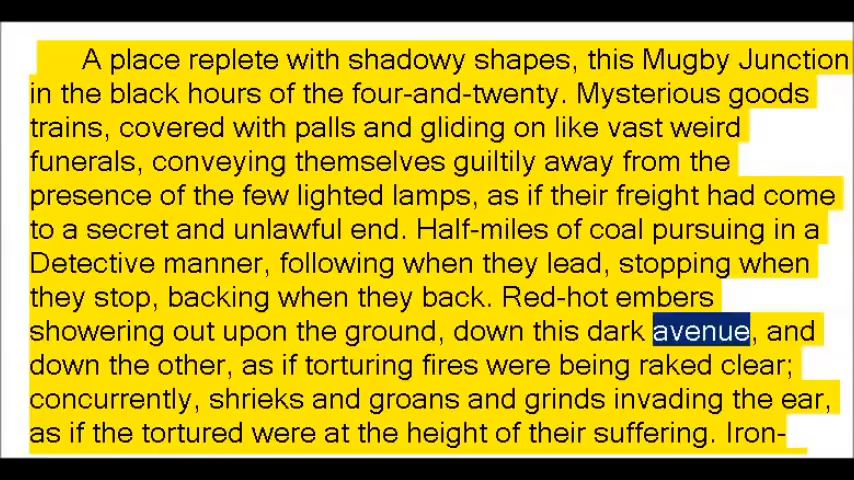 A place replete with shadowy shapes, this Mugby Junction
in the black hours of the four-and-twenty. Mysterious goods
trains, covered with palls and gliding on like vast weird
funerals, conveying themselves guiltily away from the
presence of the few lighted lamps, as if their freight had come
to a secret and unlawful end. Half-miles of coal pursuing in a
Detective manner, following when they lead, stopping when
they stop, backing when they back. Red-hot embers
showering out upon the ground, down this dark avenue, and
down the other, as if torturing fires were being raked clear;
concurrently, shrieks and groans and grinds invading the ear,
as if the tortured were at the height of their suffering. Iron-